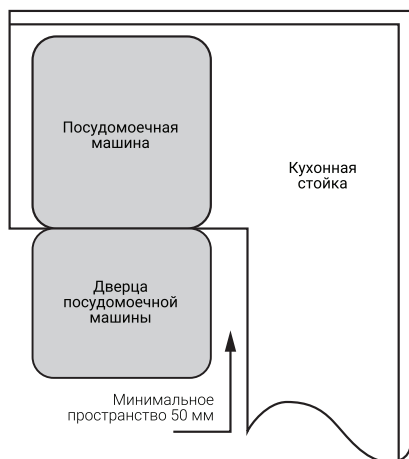 Посудомоечная
машина
Кухонная
стойка
Дверца
посудомоечной
машины
Минимальное
пространство 50 мм